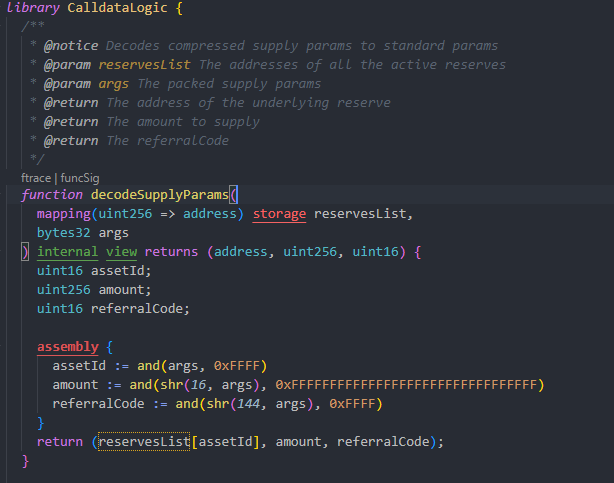 library CalldataLogic {
/**
* @notice Decodes compressed supply params to standard params
* @param reservesList The addresses of all the active reserves
* @param args The packed supply params
* @return The address of the underlying reserve
* @return The amount to supply
* @return The referralCode
*/
ftrace | funcSig
function decodeSupplyParams(
mapping(uint256 => address) storage reservesList,
bytes32 args
) internal view returns (address, uint256, uint16) {
uint16 assetId;
uint256 amount;
uint16 referralCode;
assembly {
assetId := and(args, 0xFFFF)
amount := and(shr(16, args), 0xFFFFFFFFFFFFFFFFFFFFFFFFFFFFFFFF)
referralCode := and(shr(144, args), 0xFFFF)
}
return (reservesList[assetId], amount, referralCode);
}